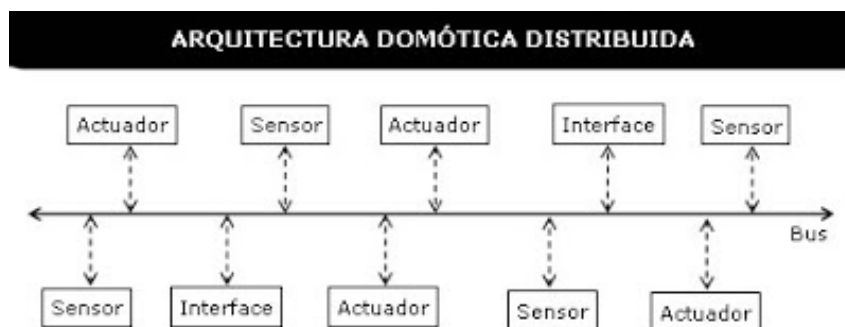 ARQUITECTURA DOMÓTICA DISTRIBUIDA
Actuador
Sensor
Actuador
Interface
Sensor
Bus
Sensor
Interface
Actuador
Sensor
Actuador